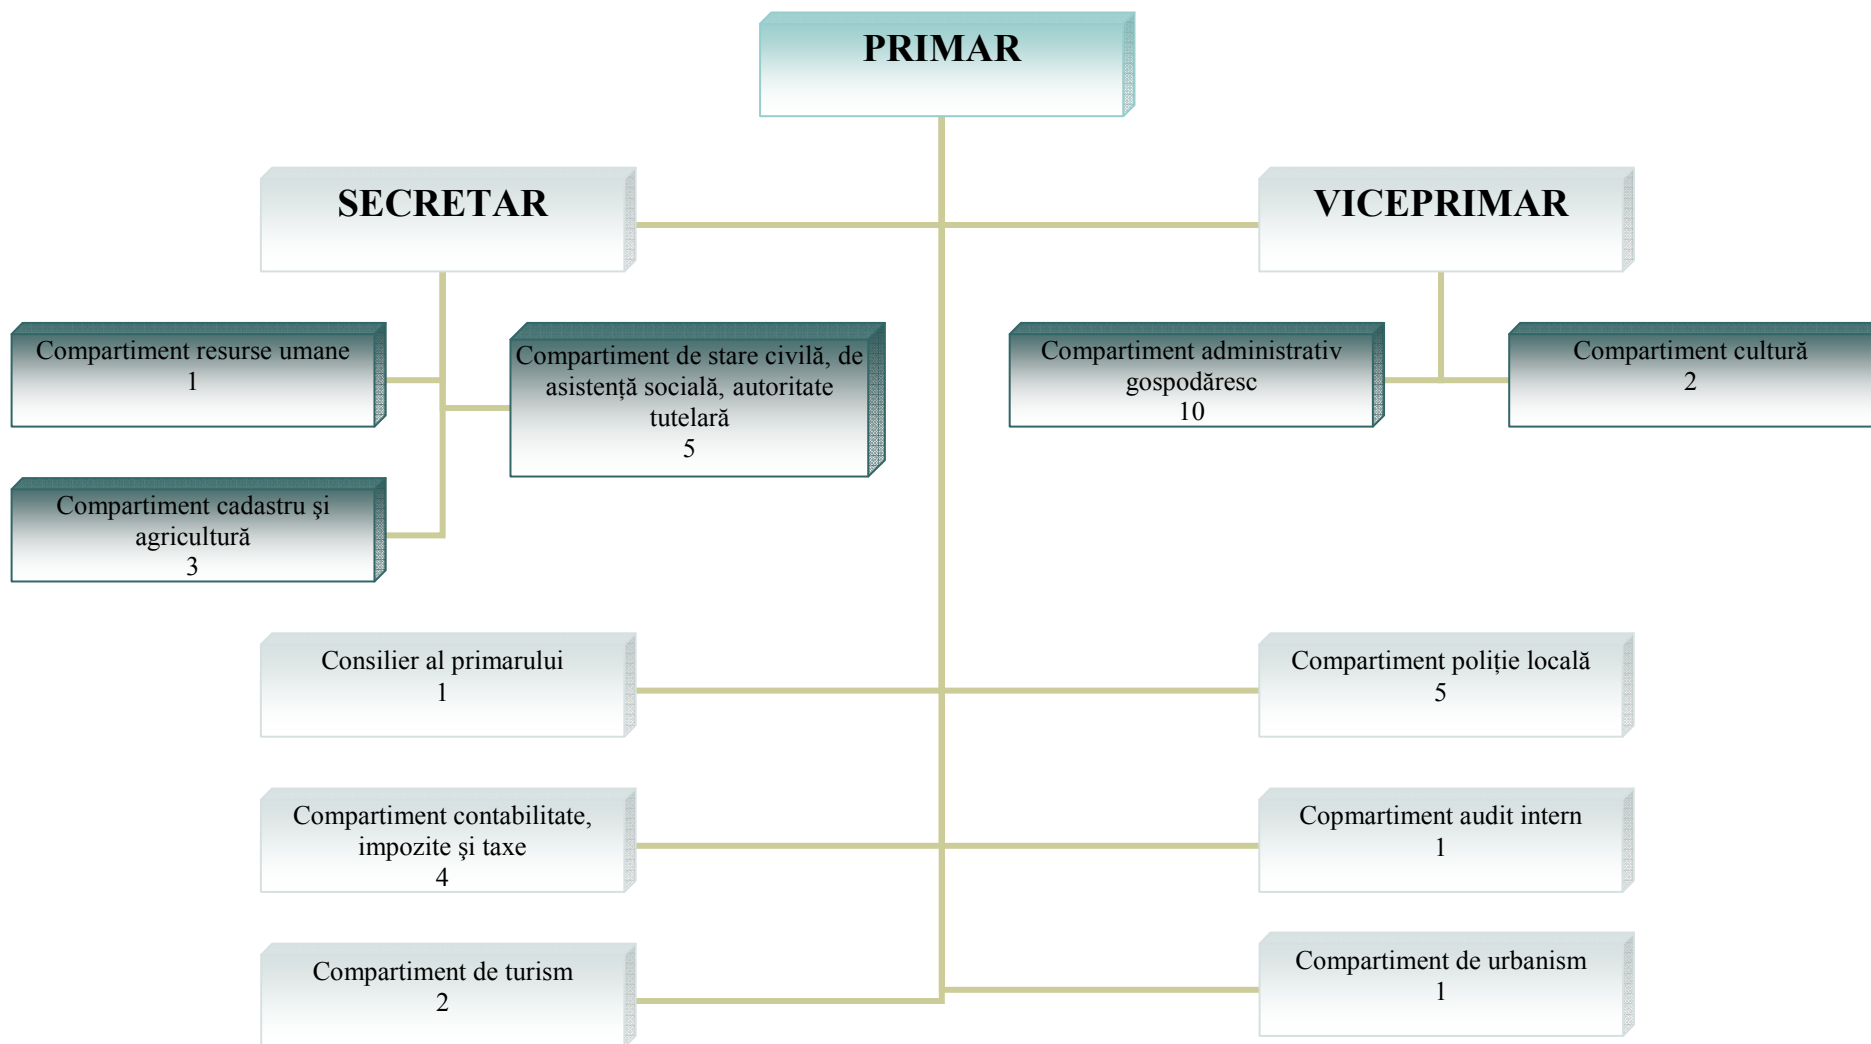 PRIMAR
SECRETAR
VICEPRIMAR
Compartiment resurse umane
1
Compartiment de stare civilă, de
asistență socială, autoritate
tutelară
5
Compartiment administrativ
gospodăresc
10
Compartiment cultură
2
Compartiment cadastru şi
agricultură
3
Consilier al primarului
1
Compartiment poliție locală
5
Compartiment contabilitate,
impozite şi taxe
4
Copmartiment audit intern
1
Compartiment de turism
2
Compartiment de urbanism
1